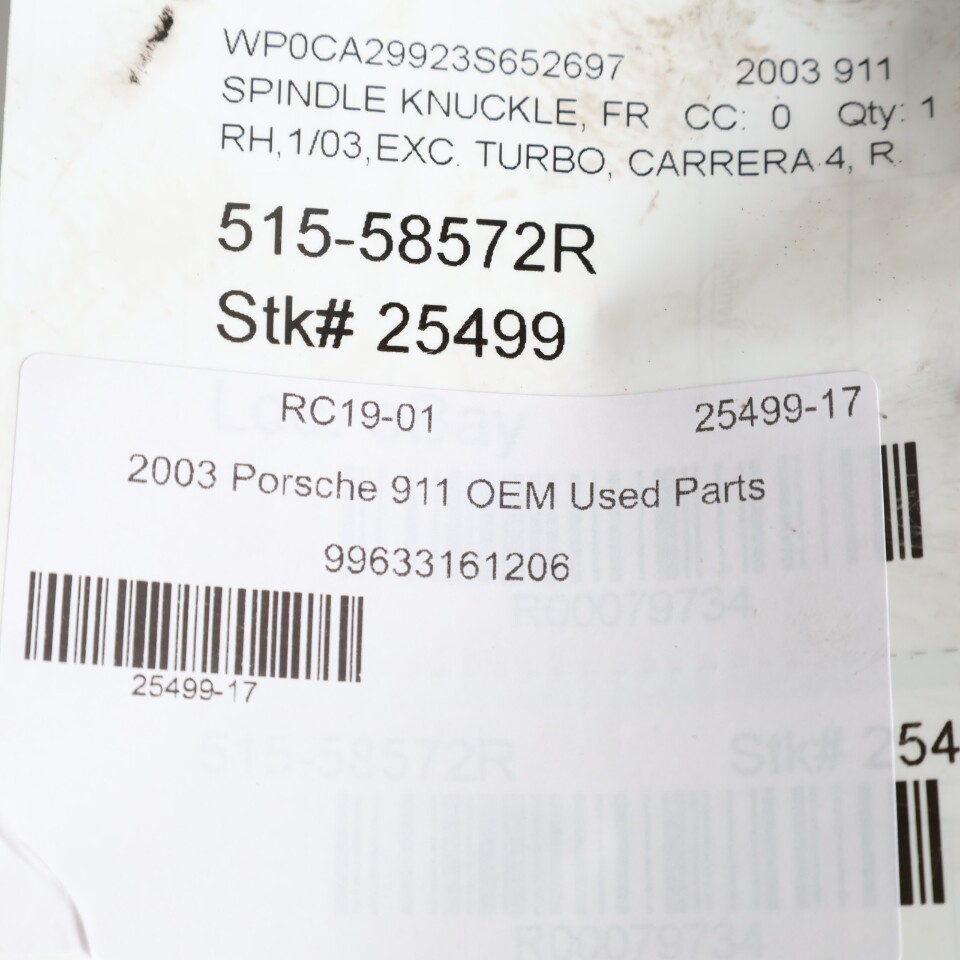 WP0CA29923S652697 2003 911
SPINDLE KNUCKLE, FR CC: 0 Qty: 1
RH,1/03,EXC. TURBO, CARRERA 4, R.
515-58572R
Stk# 25499
Loc: eBay
RC19-01 25499-17
2003 Porsche 911 OEM Used Parts
99633161206
R00079734
25499-17
515-58572R Stk# 254
R00079734